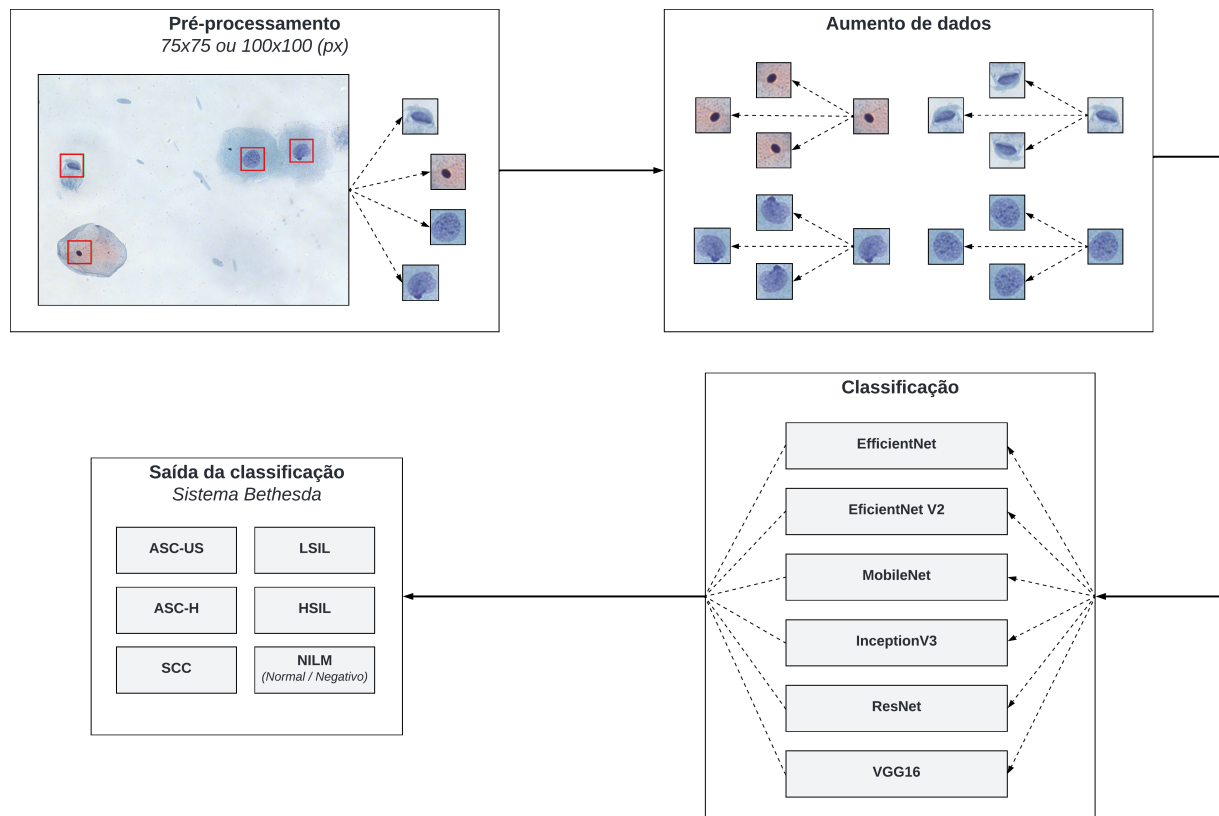 Pré-processamento
75x75 ou 100x100 (px)
Aumento de dados
Classificação
EfficientNet
EficientNet V2
MobileNet
InceptionV3
ResNet
VGG16
Saída da classificação
Sistema Bethesda
ASC-US
LSIL
ASC-H
HSIL
SCC
NILM
(Normal / Negativo)